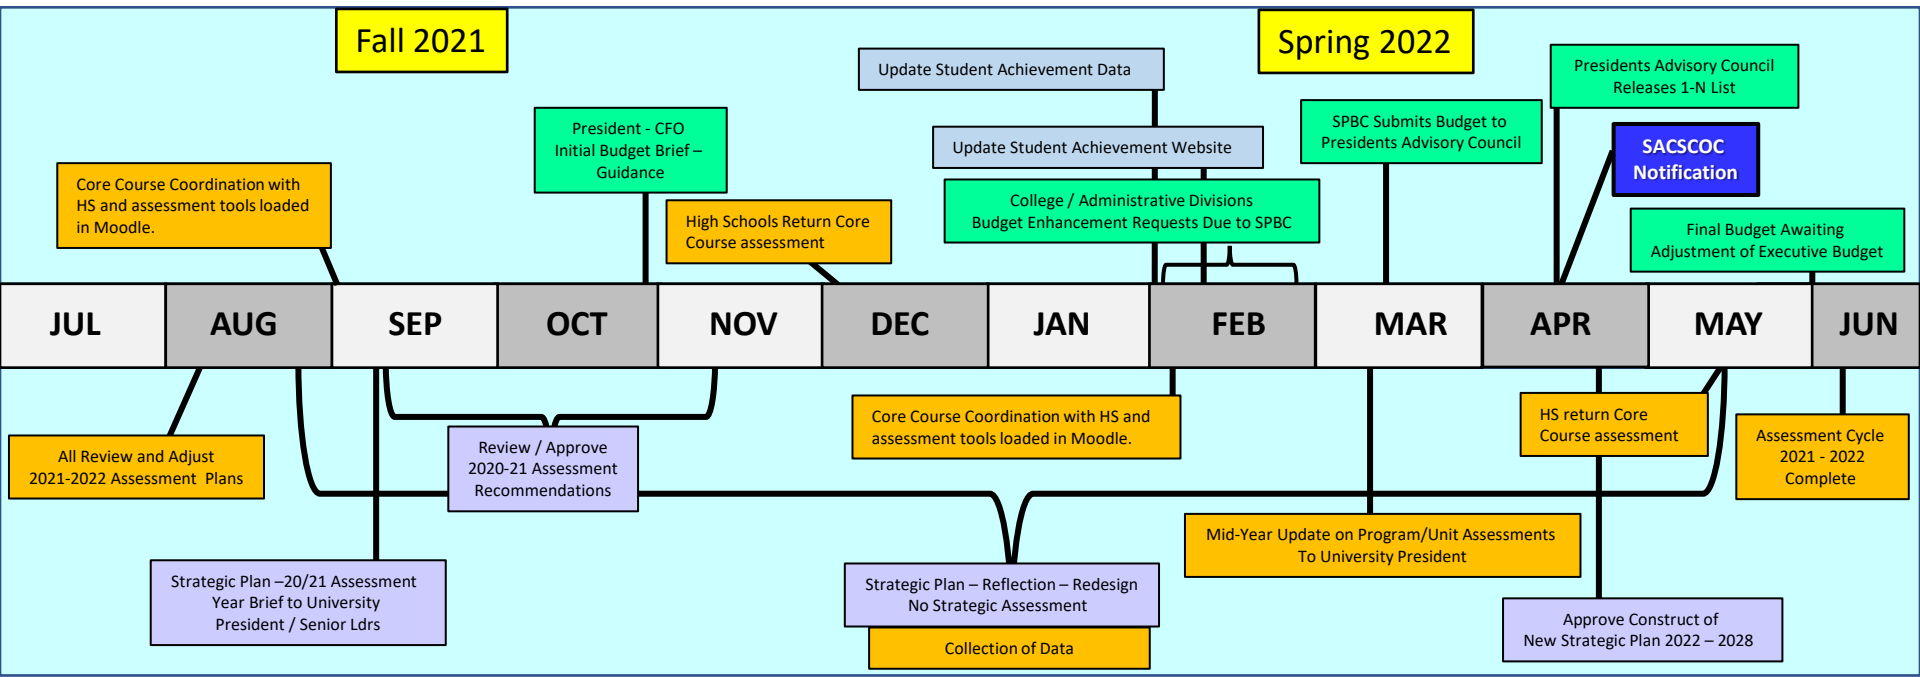 Fall 2021
Spring 2022
Update Student Achievement Data
Presidents Advisory Council
Releases 1-N List
President - CFO
Initial Budget Brief –
Guidance
SPBC Submits Budget to
Presidents Advisory Council
Update Student Achievement Website
SACSCOC
Notification
Core Course Coordination with
HS and assessment tools loaded
in Moodle.
High Schools Return Core
Course assessment
College / Administrative Divisions
Budget Enhancement Requests Due to SPBC
Final Budget Awaiting
Adjustment of Executive Budget
JUL
AUG
SEP
OCT
NOV
DEC
JAN
FEB
MAR
APR
MAY
JUN
All Review and Adjust
2021-2022 Assessment Plans
Review / Approve
2020-21 Assessment
Recommendations
Core Course Coordination with HS and
assessment tools loaded in Moodle.
HS return Core
Course assessment
Assessment Cycle
2021 - 2022
Complete
Mid-Year Update on Program/Unit Assessments
To University President
Strategic Plan –20/21 Assessment
Year Brief to University
President / Senior Ldrs
Strategic Plan – Reflection – Redesign
No Strategic Assessment
Collection of Data
Approve Construct of
New Strategic Plan 2022 – 2028